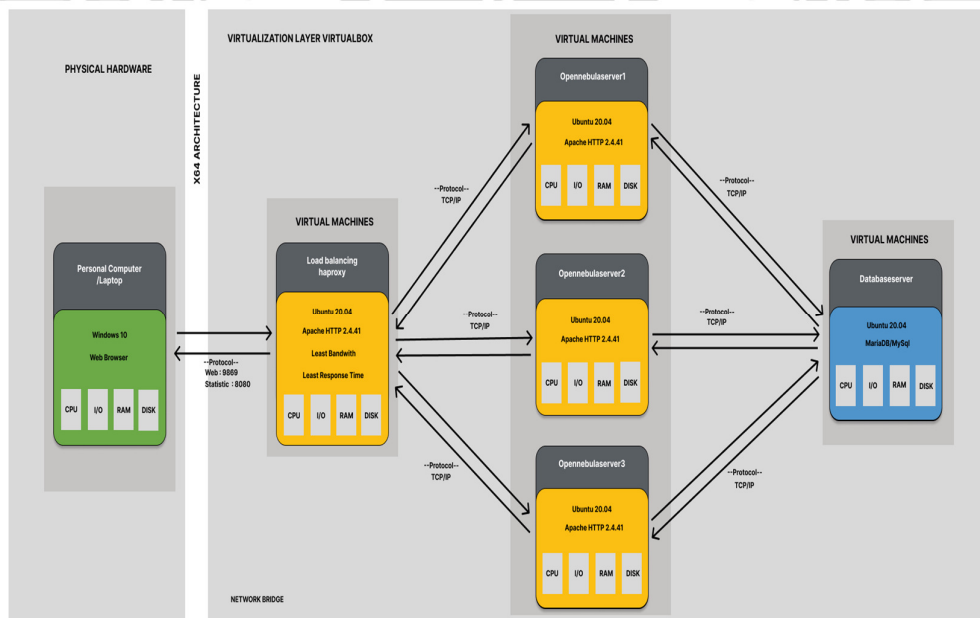 PHYSICAL HARDWARE
Personal Computer
/Laptop
Windows 10
Web Browser
CPU
I/O
RAM
DISK
X64 ARCHITECTURE
VIRTUALIZATION LAYER VIRTUALBOX
--Protocol--
Web : 9869
Statistic : 8080
VIRTUAL MACHINES
Load balancing
haproxy
Ubuntu 20.04
Apache HTTP 2.4.41
Least Bandwith
Least Response Time
CPU
I/O
RAM
DISK
--Protocol--
TCP/IP
--Protocol--
TCP/IP
--Protocol--
TCP/IP
VIRTUAL MACHINES
Opennebulaserver1
Ubuntu 20.04
Apache HTTP 2.4.41
CPU
I/O
RAM
DISK
Opennebulaserver2
Ubuntu 20.04
Apache HTTP 2.4.41
CPU
I/O
RAM
DISK
Opennebulaserver3
Ubuntu 20.04
Apache HTTP 2.4.41
CPU
I/O
RAM
DISK
--Protocol--
TCP/IP
--Protocol--
TCP/IP
--Protocol--
TCP/IP
VIRTUAL MACHINES
Databaseserver
Ubuntu 20.04
MariaDB/MySql
CPU
I/O
RAM
DISK
NETWORK BRIDGE